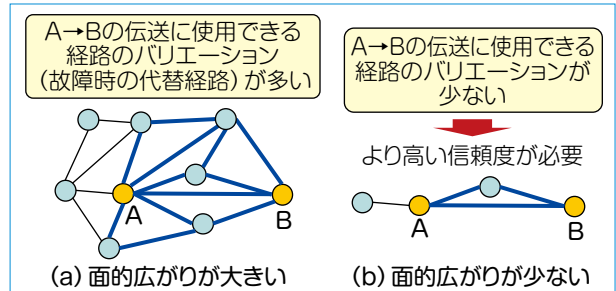 A→Bの伝送に使用できる
経路のバリエーション
（故障時の代替経路）が多い
A
B
(a) 面的広がりが大きい
A→Bの伝送に使用できる
経路のバリエーションが
少ない
より高い信頼度が必要
A
B
(b) 面的広がりが少ない